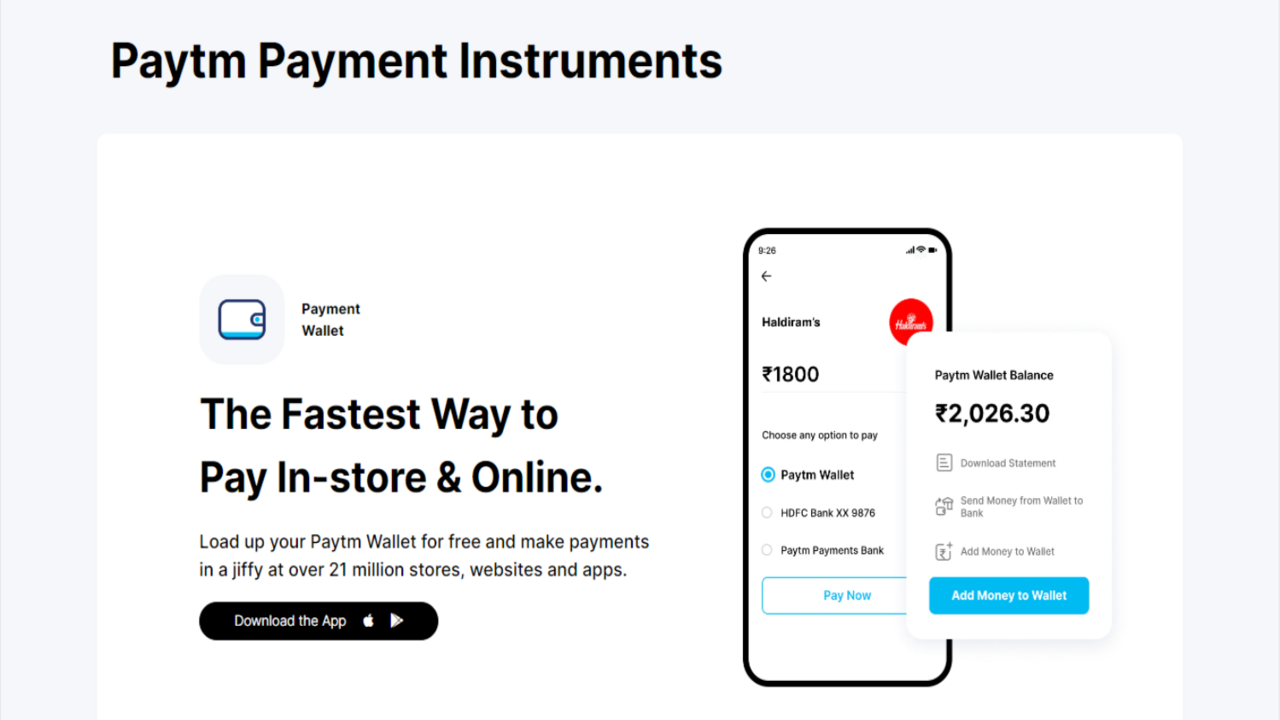 Paytm Payment Instruments
Payment
Wallet
The Fastest Way to
Pay In-store & Online.
Load up your Paytm Wallet for free and make payments
in a jiffy at over 21 million stores, websites and apps.
Download the App
9:26
Haldiram's
Haldiram's
₹1800
Choose any option to pay
Paytm Wallet
HDFC Bank XX 9876
Paytm Payments Bank
Pay Now
Paytm Wallet Balance
₹2,026.30
Download Statement
Send Money from Wallet to
Bank
Add Money to Wallet
Add Money to Wallet